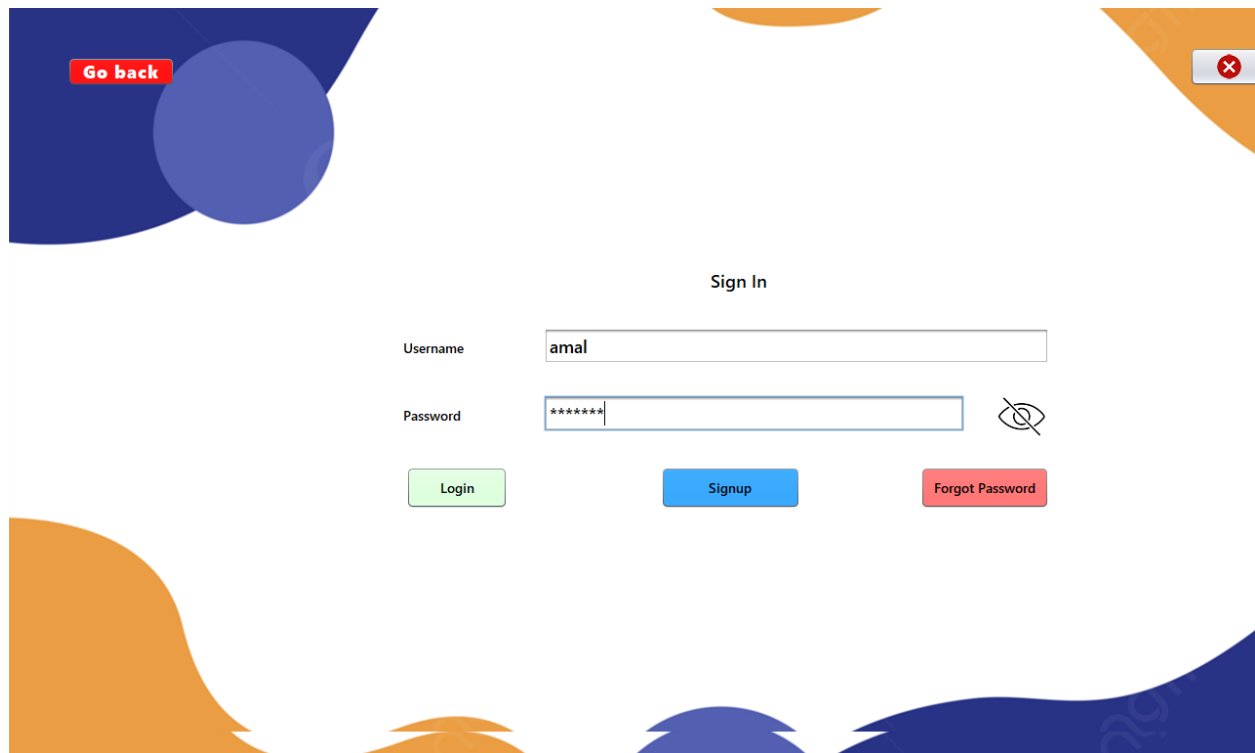 Go back
Sign In
Username
amal
Password
*******
Login
Signup
Forgot Password